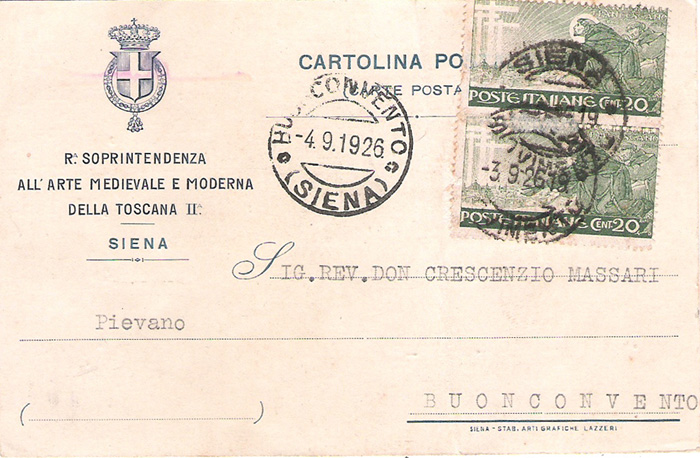 CARTOLINA PO
CARTE POSTA
R.ᵃ SOPRINTENDENZA
ALL'ARTE MEDIEVALE E MODERNA
DELLA TOSCANA IIᵃ
SIENA
BUONCONVENTO
-4.9.1926
(SIENA)
SIENA
POSTE ITALIANE CENT. 20
19
-3.9.26.19
POSTE ITALIANE CENT. 20
SIG.REV.DON CRESCENZIO MASSARI
Pievano
BUONCONVENTO
SIENA - STAB. ARTI GRAFICHE LAZZERI